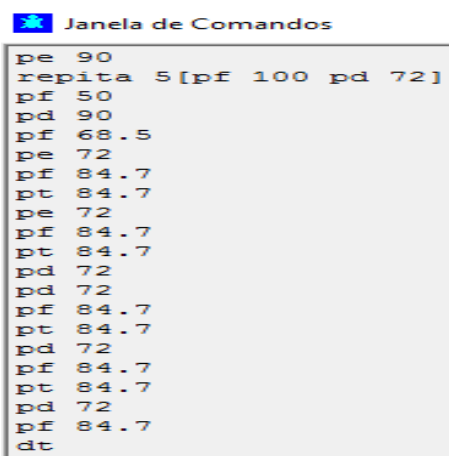 Janela de Comandos
pe 90
repita 5[pf 100 pd 72]
pf 50
pd 90
pf 68.5
pe 72
pf 84.7
pt 84.7
pe 72
pf 84.7
pt 84.7
pd 72
pd 72
pf 84.7
pt 84.7
pd 72
pf 84.7
pt 84.7
pd 72
pf 84.7
dt